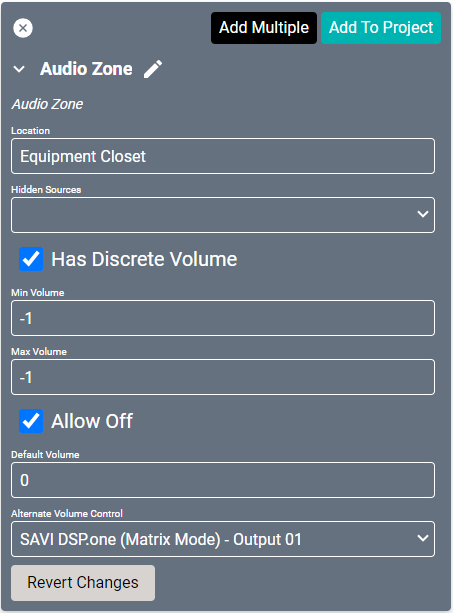 Add Multiple
Add To Project
Audio Zone
Audio Zone
Location
Equipment Closet
Hidden Sources
Has Discrete Volume
Min Volume
-1
Max Volume
-1
Allow Off
Default Volume
0
Alternate Volume Control
SAVI DSP.one (Matrix Mode) - Output 01
Revert Changes